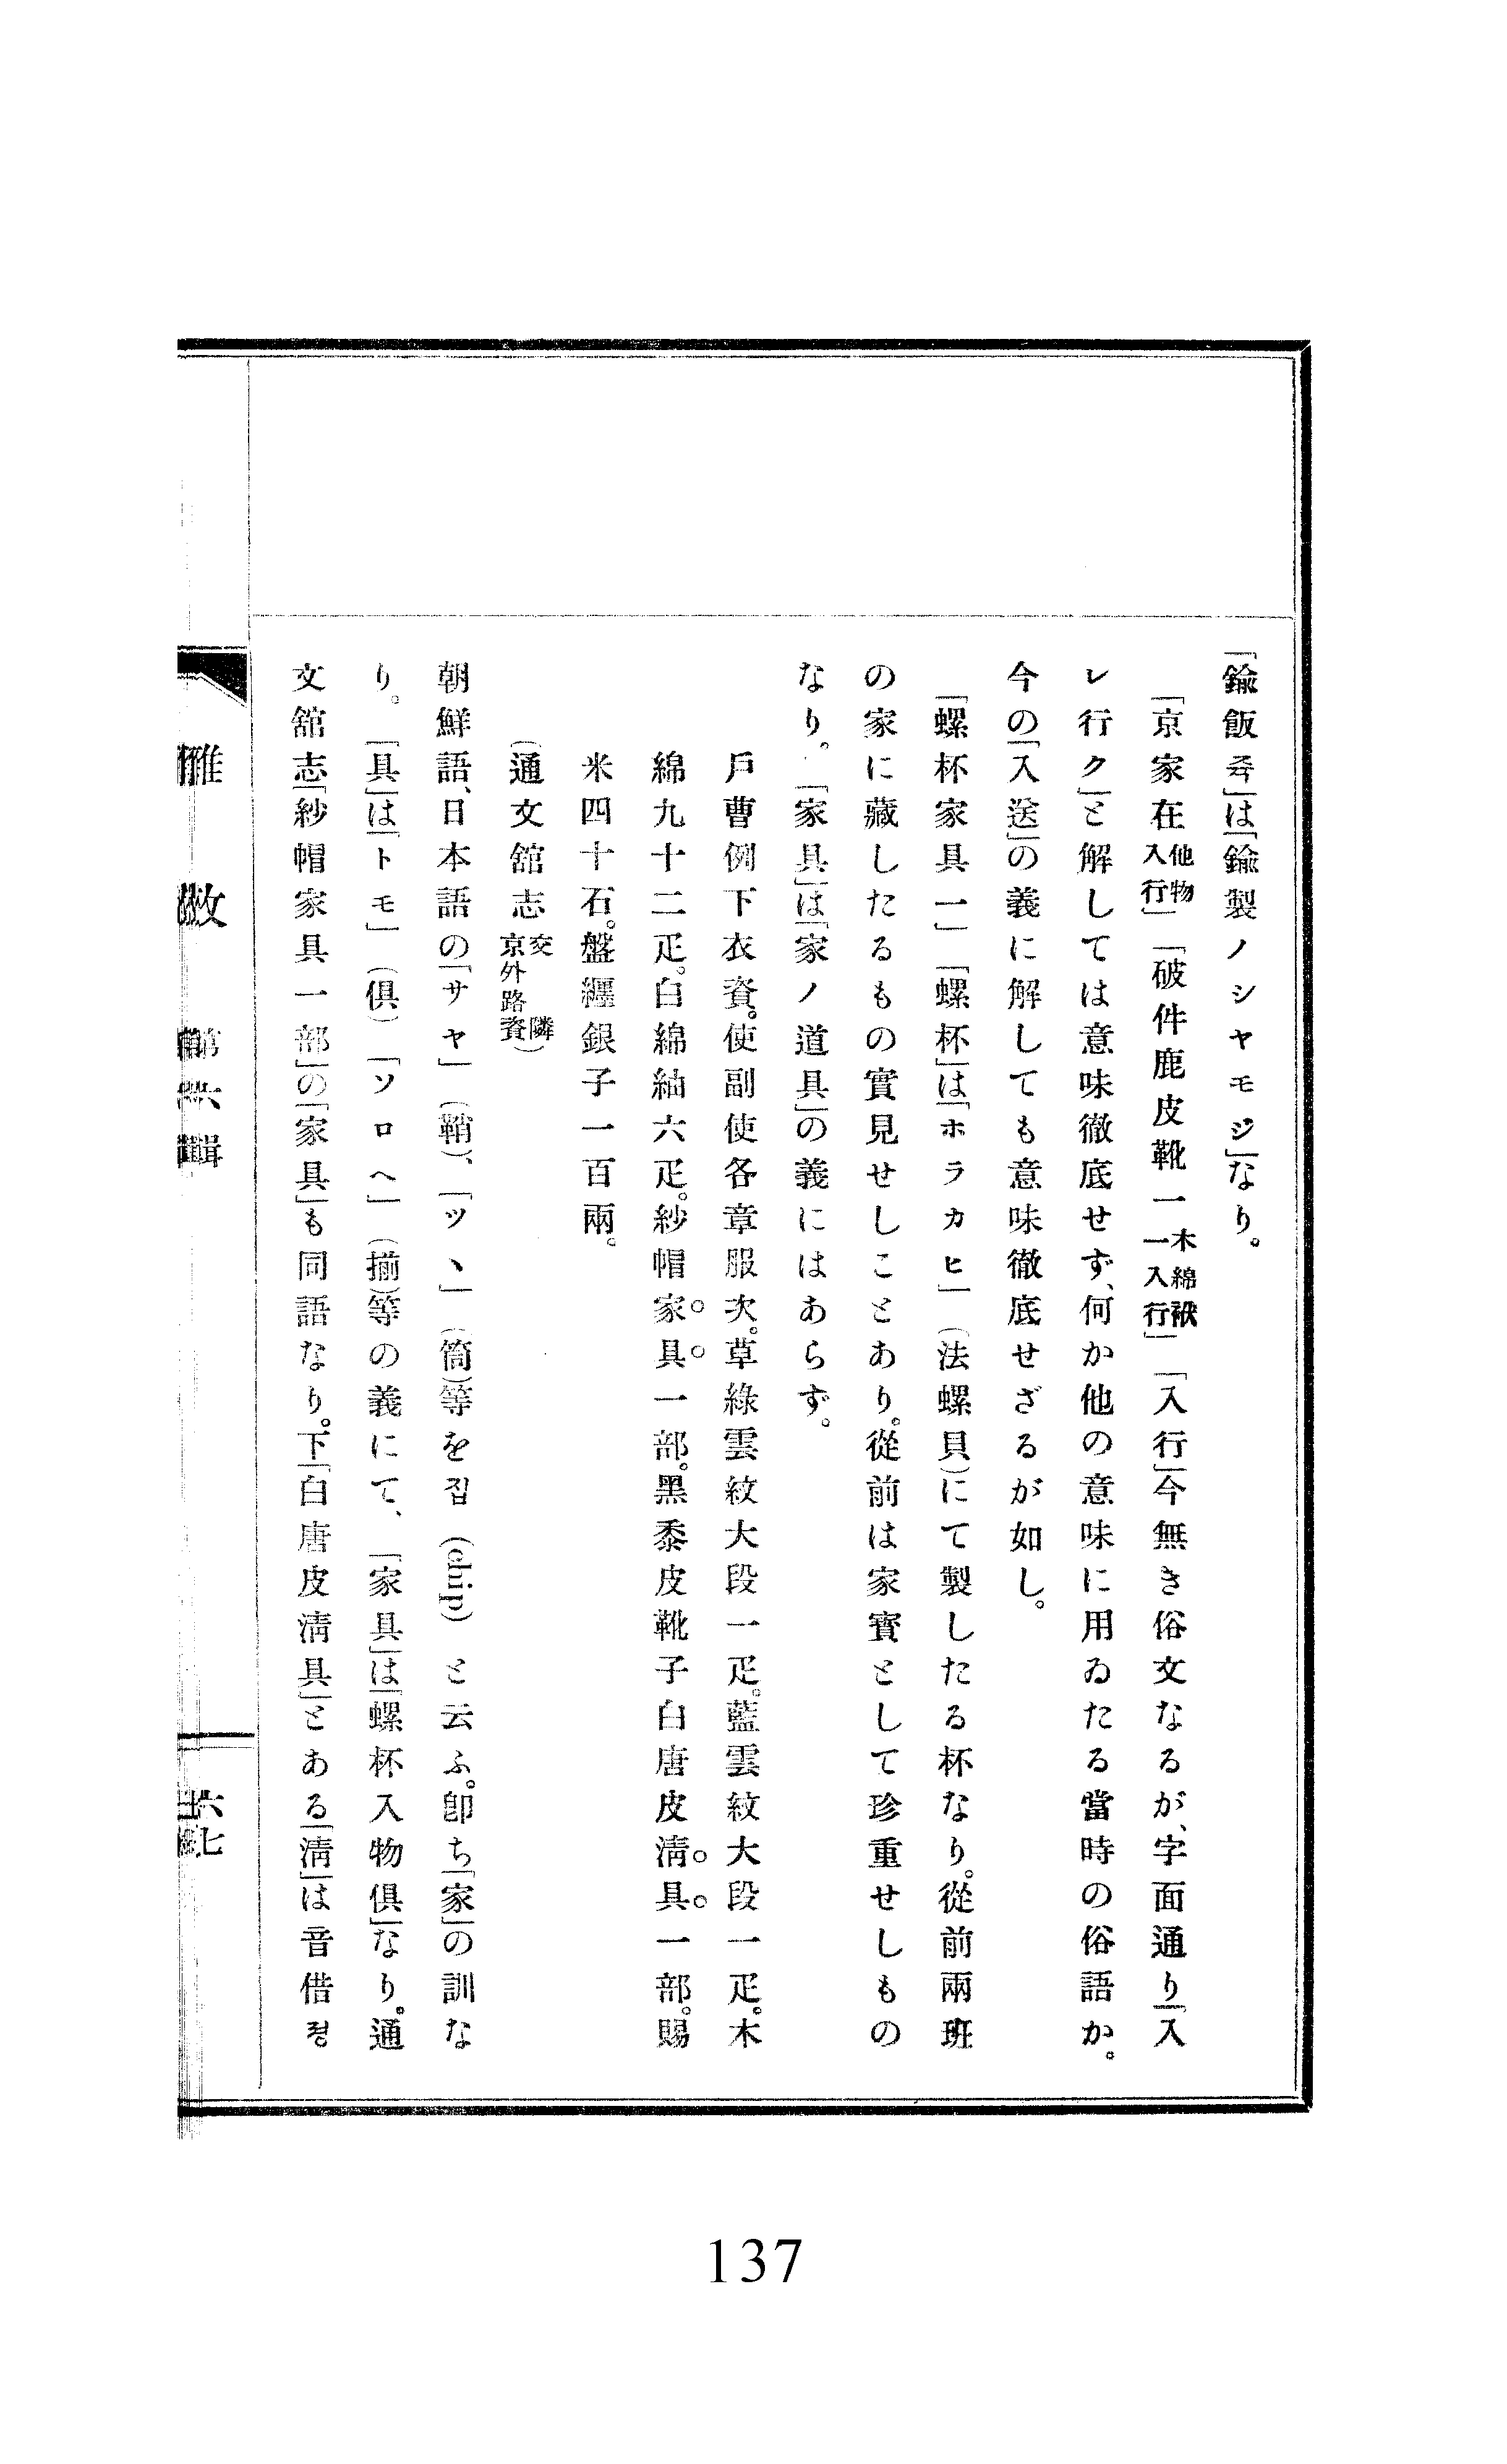 「鍮飯쥭」は「鍮製ノシヤモジ」なり。
「京家在他物入行」「破件鹿皮靴一木綿襨一入行」「入行」今無き俗文なるが、字面通り「入
レ行ク」と解しては意味徹底せず、何か他の意味に用ゐたる當時の俗語か。
今の「入送」の義に解しても意味徹底せざるが如し。
「螺杯家具一」「螺杯」は「ホラカヒ」(法螺貝)にて製したる杯なり。從前兩班
の家に藏したるもの實見せしことあり。從前は家寶として珍重せしもの
なり。「家具」は「家ノ道具」の義にはあらず。
戶曹例下衣資。使副使各章服次。草綠雲紋大段一疋。藍雲紋大段一疋。木
綿九十二疋。白綿紬六疋。紗帽家具一部。黑黍皮靴子白唐皮淸具一部。賜
米四十石。盤纒銀子一百兩。
(通文舘志交隣京外路資)
朝鮮語、日本語の「サヤ」(鞘)、「ツヽ」(筒)等を집(chip)と云ふ。卽ち「家」の訓な
り。「具」は「トモ」(俱)「ソロヘ」(揃)等の義にて、「家具」は「螺杯入物俱」なり。通
文舘志「紗帽家具一部」の「家具」も同語なり。下「白唐皮淸具」とある「淸」は音借졍
雅攷 第六輯
六七
137